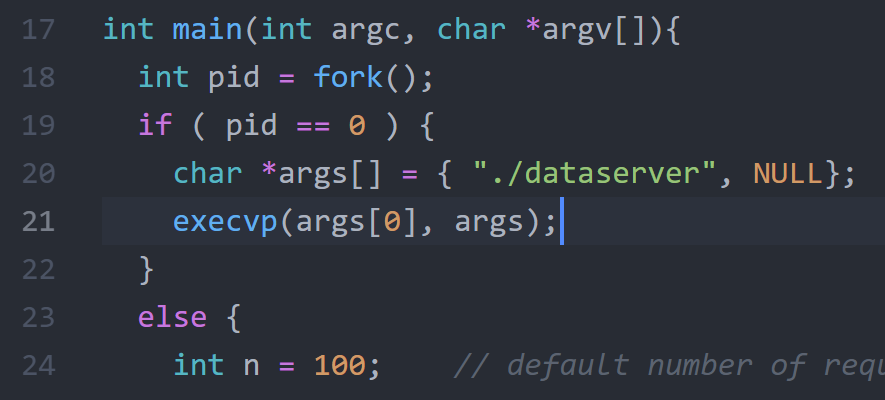 17 int main(int argc, char *argv[]){
18 int pid = fork();
19 if ( pid == 0 ) {
20 char *args[] = { "./dataserver", NULL};
21 execvp(args[0], args);
22 }
23 else {
24 int n = 100; // default number of